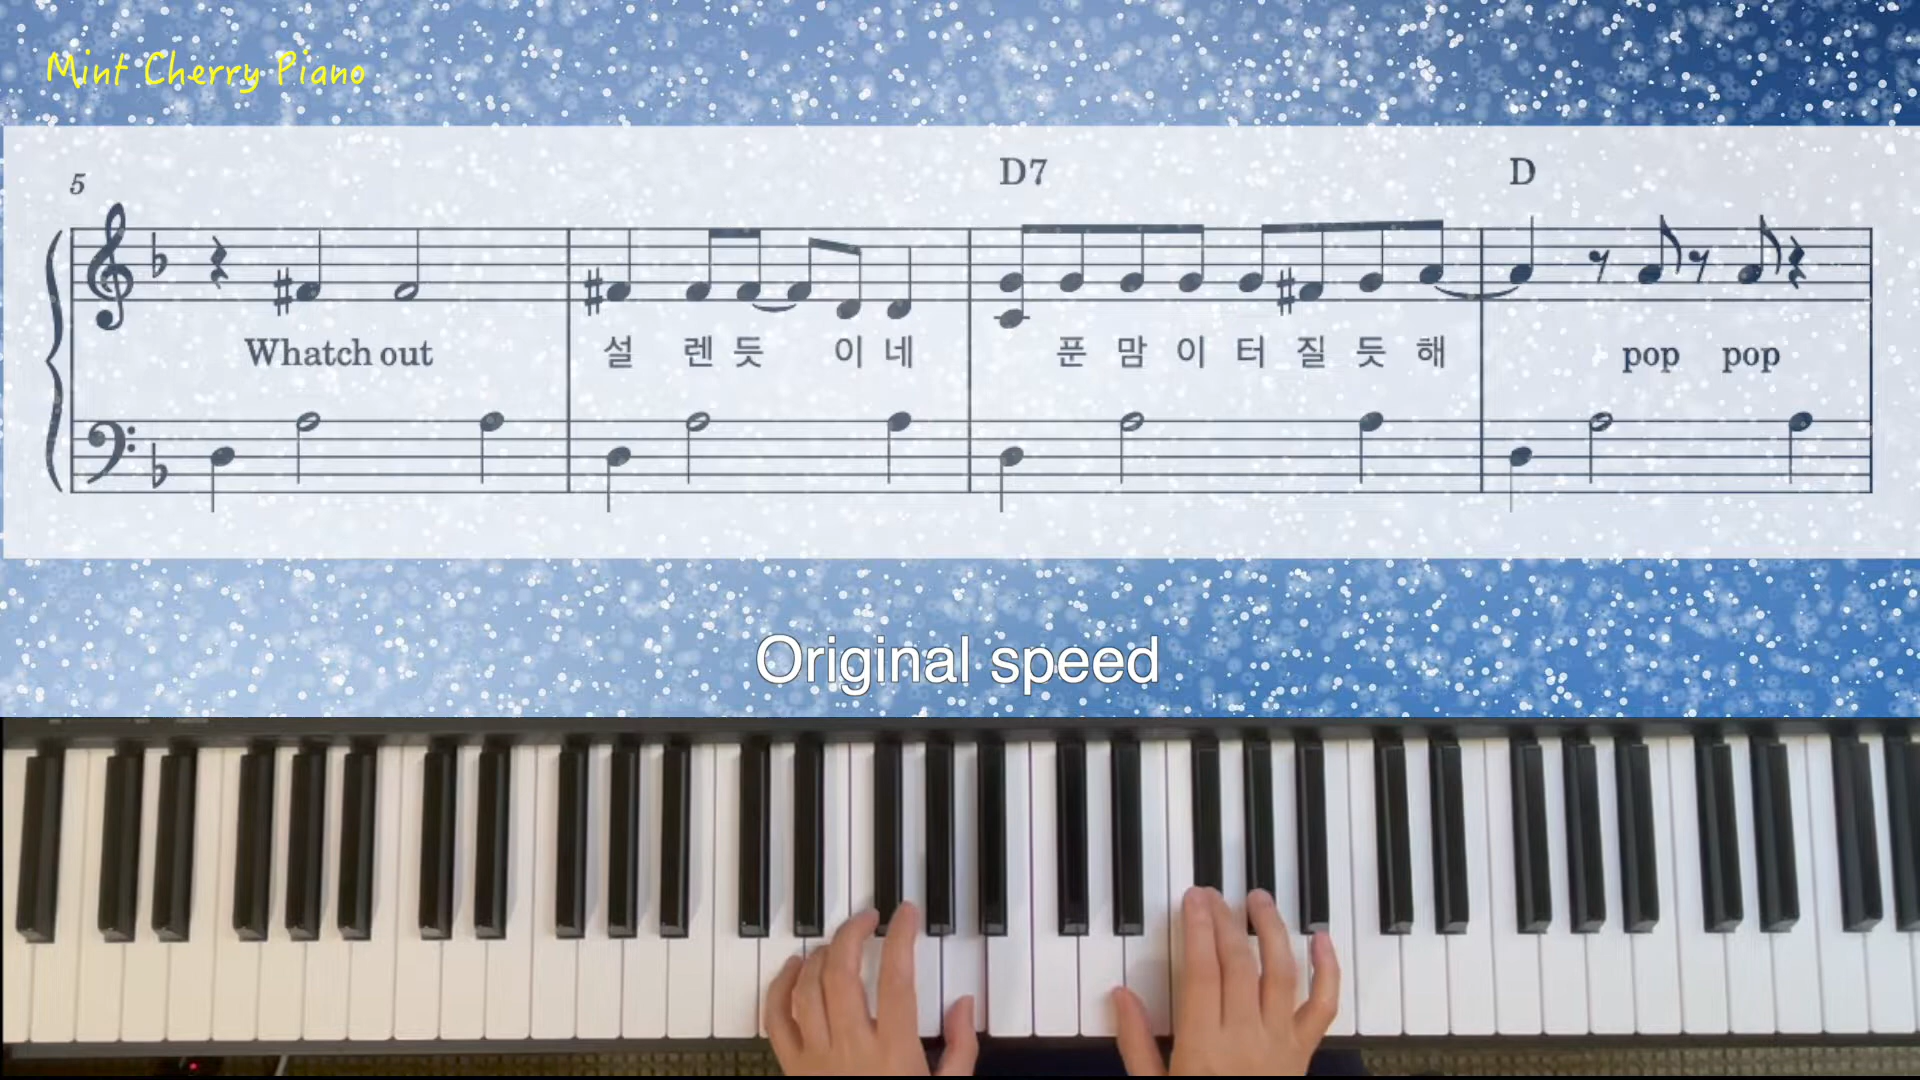 Mint Cherry Piano
5
D7 D
Whatch out 설 렌 듯 이 네 푼 맘 이 터 질 듯 해 pop pop
Original speed